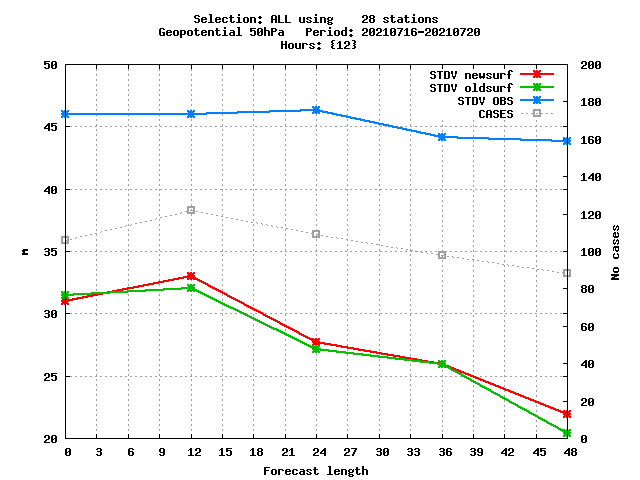 Selection: ALL using    28 stations
Geopotential 50hPa   Period: 20210716-20210720
Hours: {12}
50 200
STDV newsurf
STDV oldsurf
STDV OBS
CASES
180
45
160
140
40
120
35 100
m
No cases
80
30
60
25
40
20
20 0
0 3 6 9 12 15 18 21 24 27 30 33 36 39 42 45 48
Forecast length